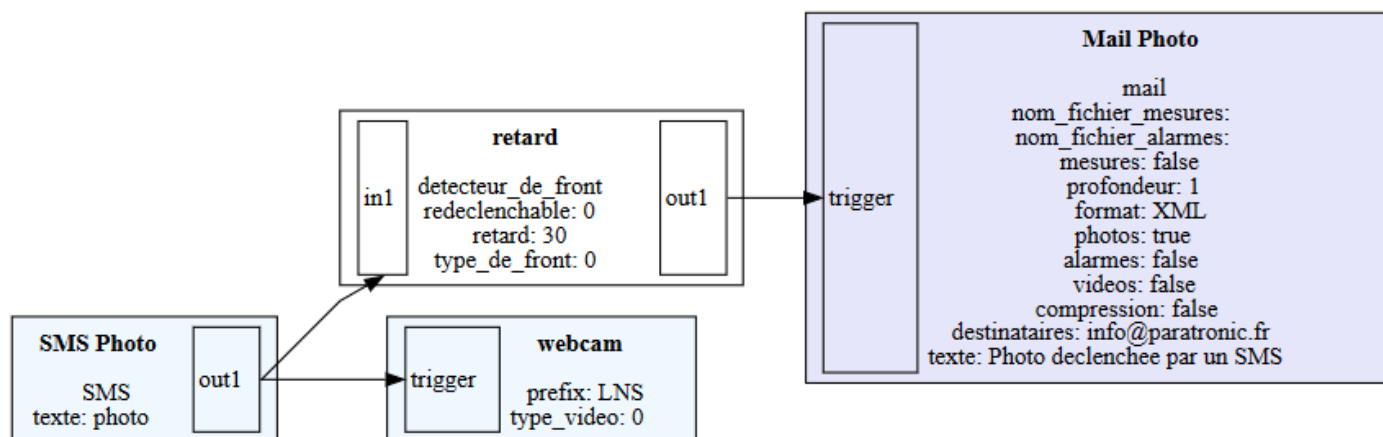 SMS Photo
SMS
texte: photo
out1
in1
retard
detecteur_de_front
redeclenchable: 0
retard: 30
type_de_front: 0
out1
trigger
webcam
prefix: LNS
type_video: 0
trigger
Mail Photo
mail
nom_fichier_mesures:
nom_fichier_alarmes:
mesures: false
profondeur: 1
format: XML
photos: true
alarmes: false
videos: false
compression: false
destinataires: info@paratronic.fr
texte: Photo declenchee par un SMS